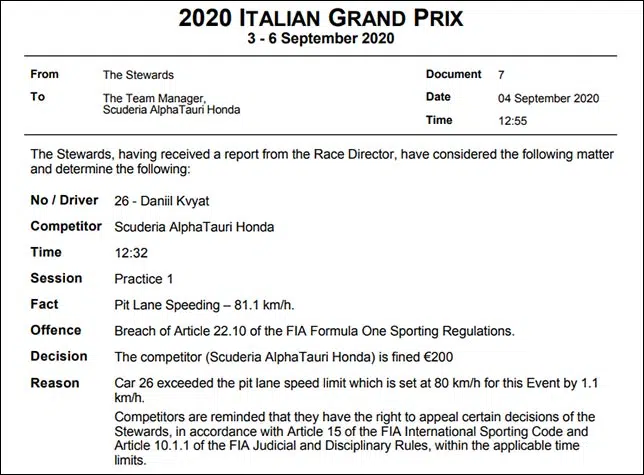 2020 ITALIAN GRAND PRIX
3 - 6 September 2020
From The Stewards Document 7
To The Team Manager,
Scuderia AlphaTauri Honda Date 04 September 2020
Time 12:55
The Stewards, having received a report from the Race Director, have considered the following matter
and determine the following:
No / Driver 26 - Daniil Kvyat
Competitor Scuderia AlphaTauri Honda
Time 12:32
Session Practice 1
Fact Pit Lane Speeding – 81.1 km/h.
Offence Breach of Article 22.10 of the FIA Formula One Sporting Regulations.
Decision The competitor (Scuderia AlphaTauri Honda) is fined €200
Reason Car 26 exceeded the pit lane speed limit which is set at 80 km/h for this Event by 1.1
km/h.
Competitors are reminded that they have the right to appeal certain decisions of the
Stewards, in accordance with Article 15 of the FIA International Sporting Code and
Article 10.1.1 of the FIA Judicial and Disciplinary Rules, within the applicable time
limits.